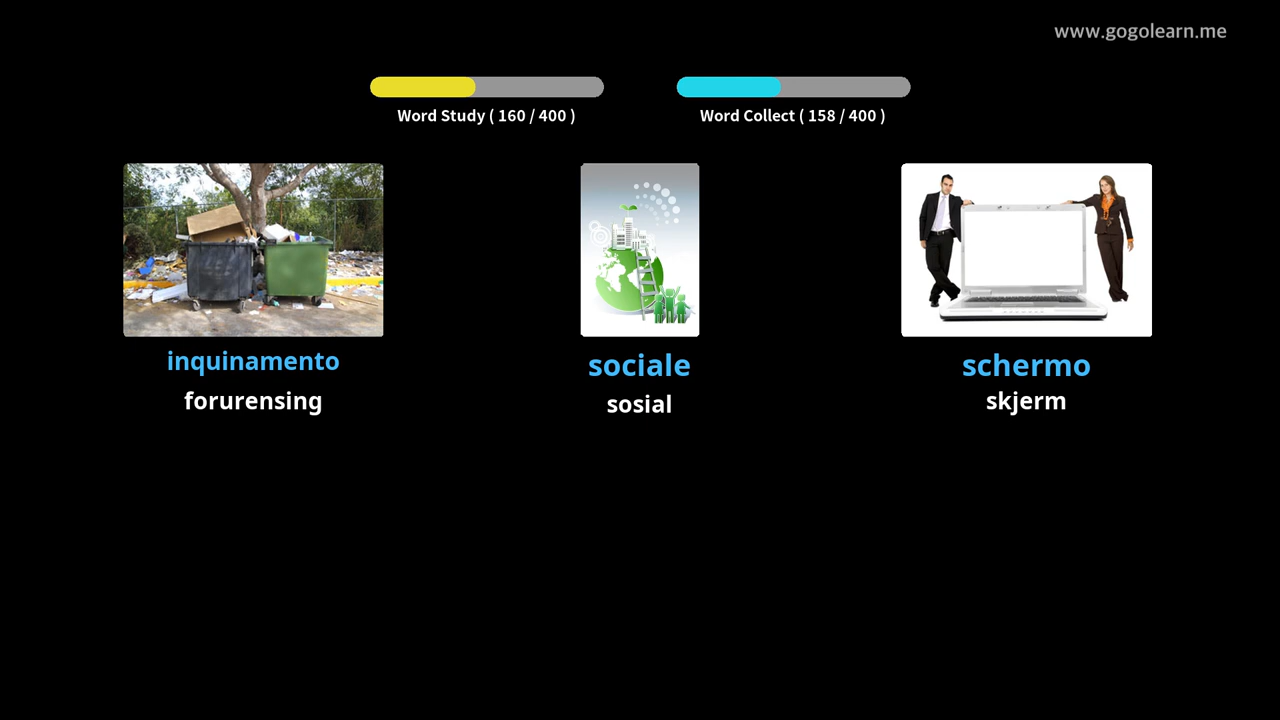 www.gogolearn.me
Word Study ( 160 / 400 )
Word Collect ( 158 / 400 )
inquinamento
forurensing
sociale
sosial
schermo
skjerm